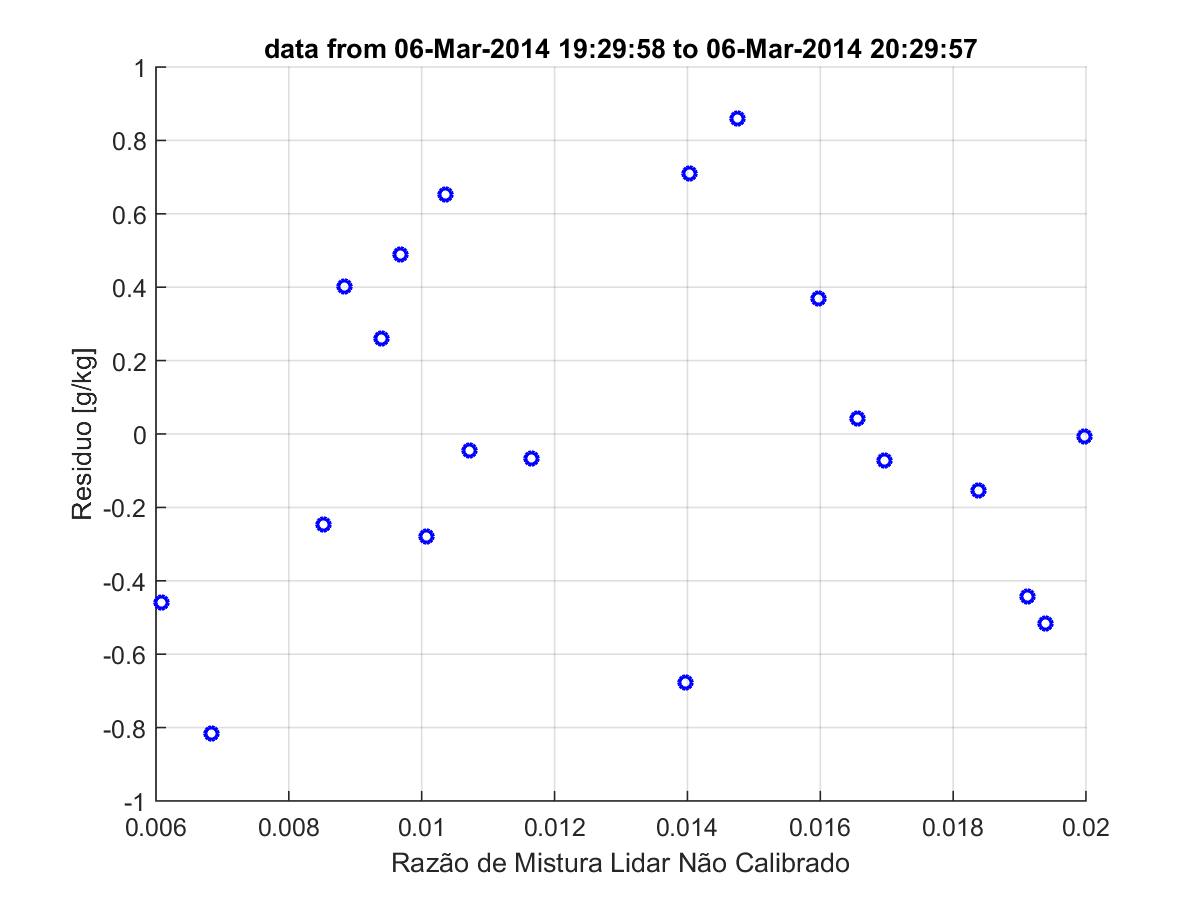 data from 06-Mar-2014 19:29:58 to 06-Mar-2014 20:29:57
1
0.8
0.6
0.4
0.2
0
-0.2
-0.4
-0.6
-0.8
-1
Residuo [g/kg]
0.006 0.008 0.01 0.012 0.014 0.016 0.018 0.02
Razão de Mistura Lidar Não Calibrado